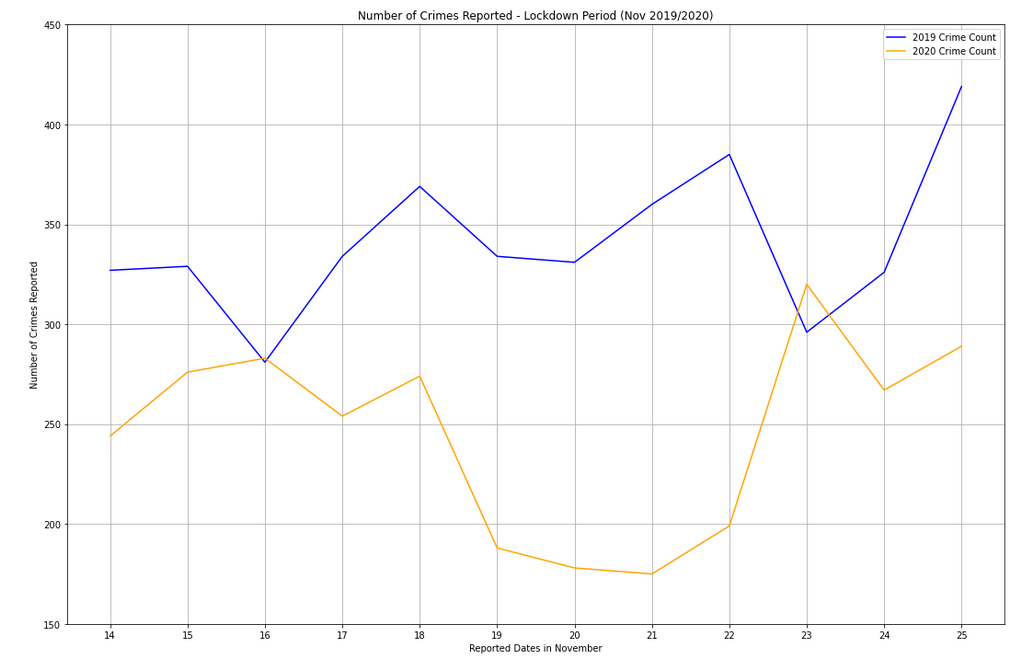 Number of Crimes Reported - Lockdown Period (Nov 2019/2020)
2019 Crime Count
2020 Crime Count
450
400
350
300
250
200
150
Number of Crimes Reported
14 15 16 17 18 19 20 21 22 23 24 25
Reported Dates in November